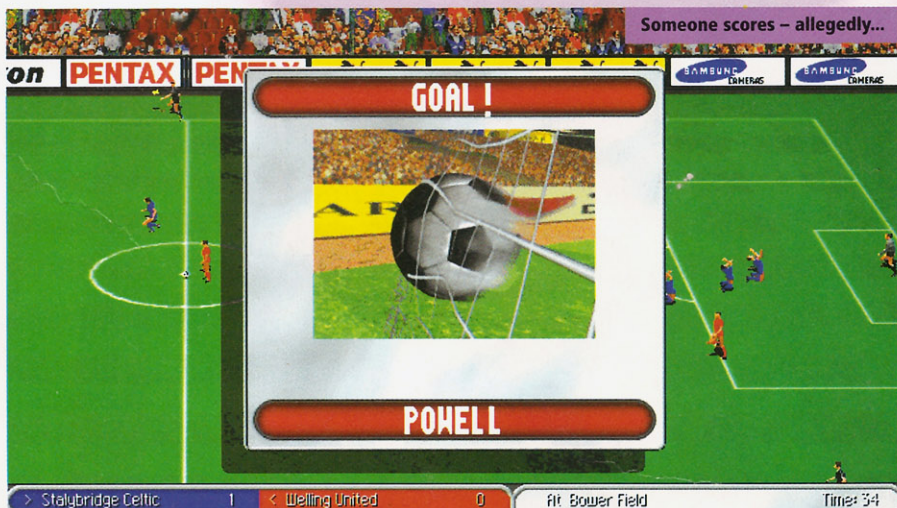 Someone scores – allegedly...
on PENTAX PEN SAMSUNG CAMERAS SAMSUNG CAMERAS
GOAL !
POWELL
> Stalybridge Celtic 1 < Welling United 0 At Bower Field Time: 34